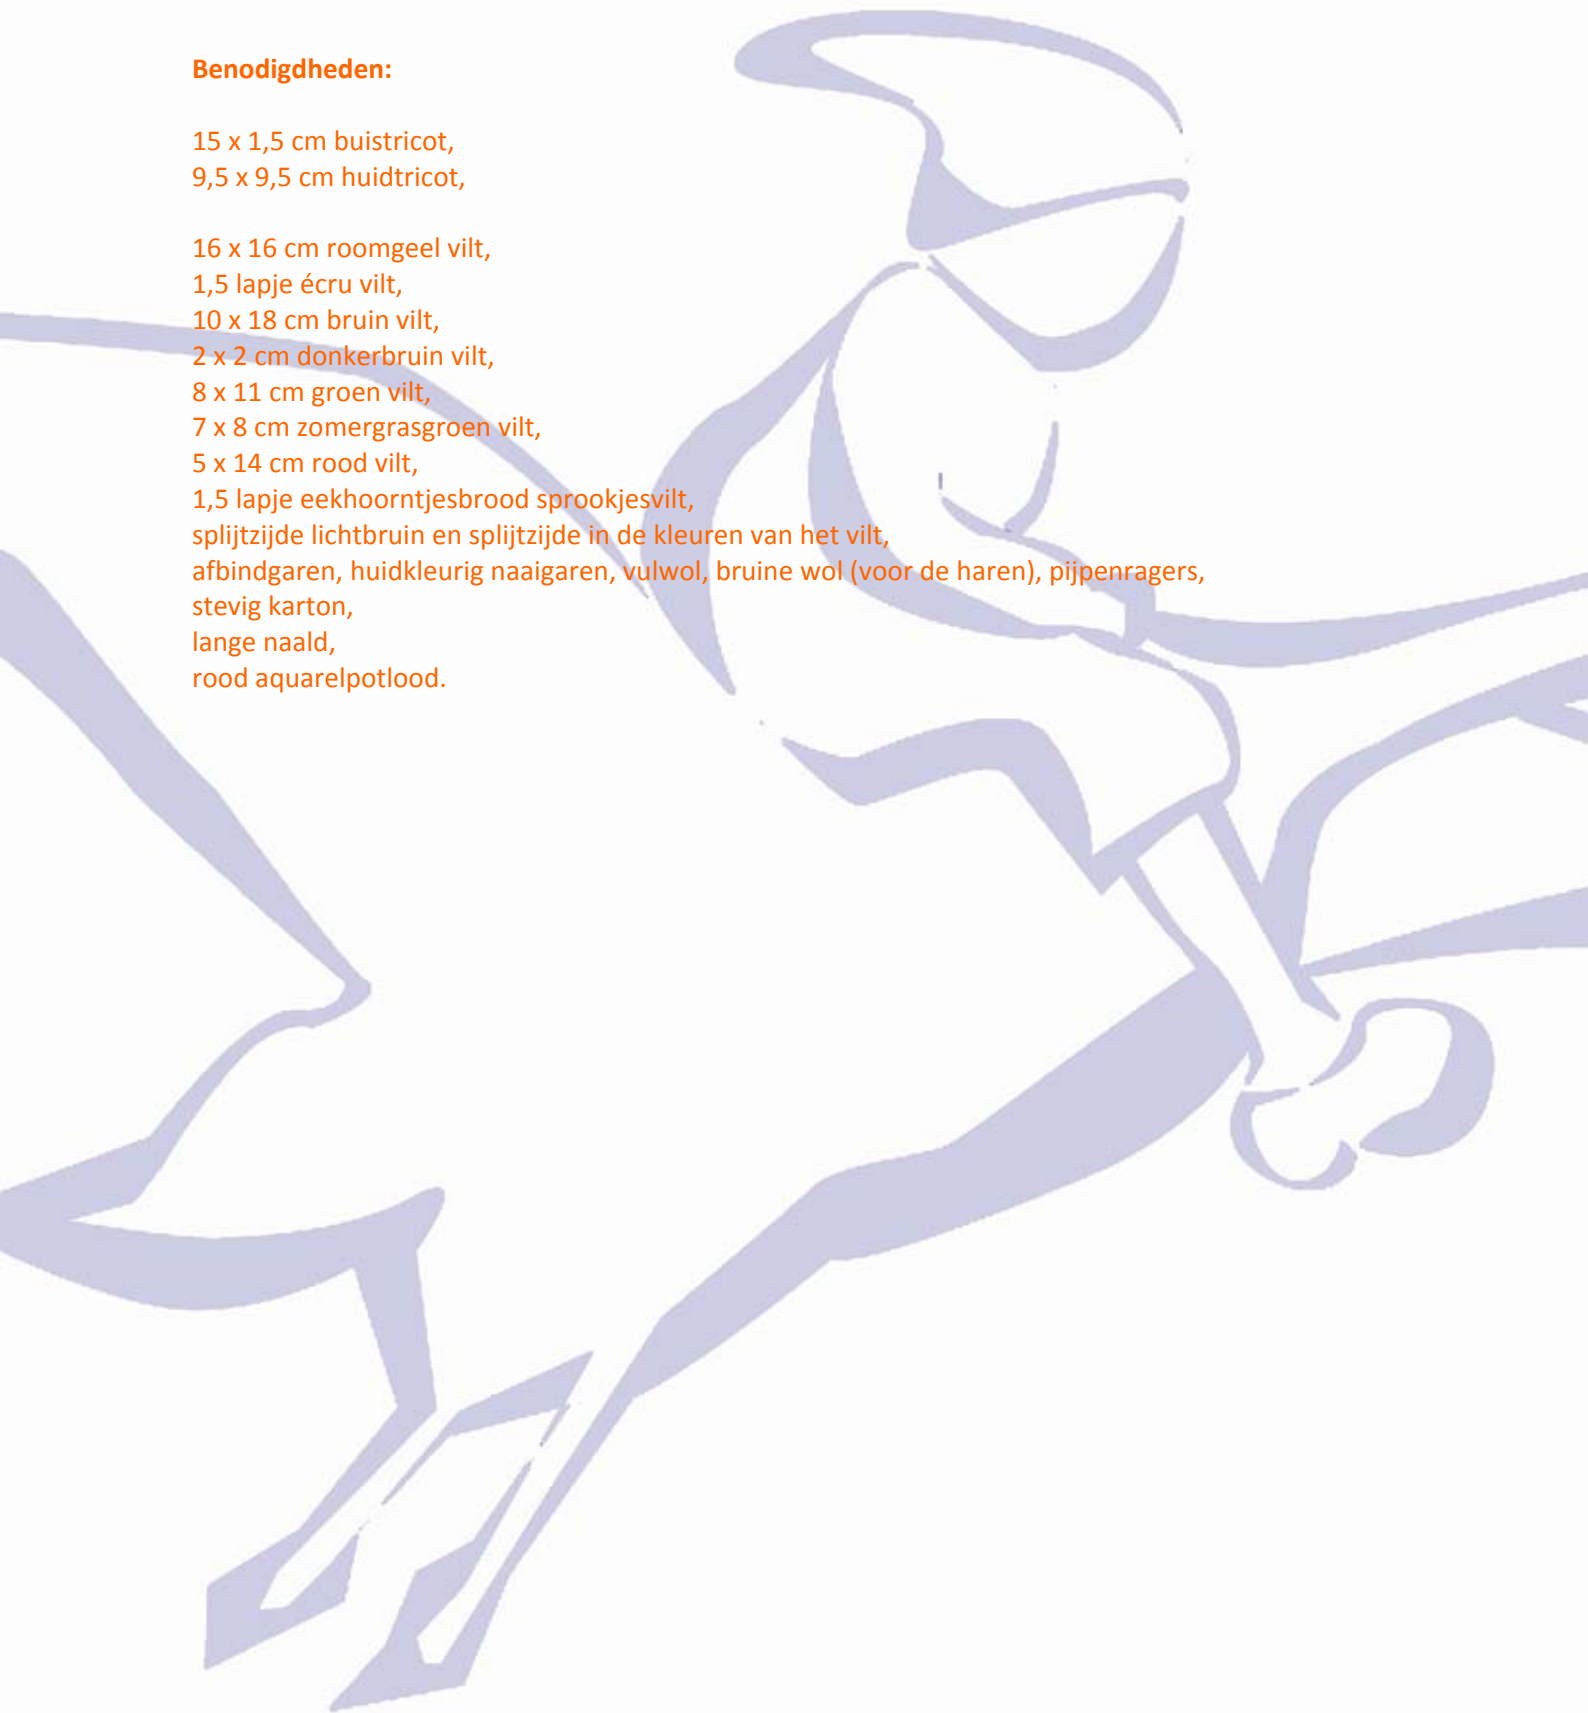 Benodigdheden:
15 x 1,5 cm buistricot,
9,5 x 9,5 cm huidtricot,
16 x 16 cm roomgeel vilt,
1,5 lapje écru vilt,
10 x 18 cm bruin vilt,
2 x 2 cm donkerbruin vilt,
8 x 11 cm groen vilt,
7 x 8 cm zomergrasgroen vilt,
5 x 14 cm rood vilt,
1,5 lapje eekhoorntjesbrood sprookjesvilt,
splijtzijde lichtbruin en splijtzijde in de kleuren van het vilt,
afbindgaren, huidkleurig naaigaren, vulwol, bruine wol (voor de haren), pijpenragers,
stevig karton,
lange naald,
rood aquarelpotlood.